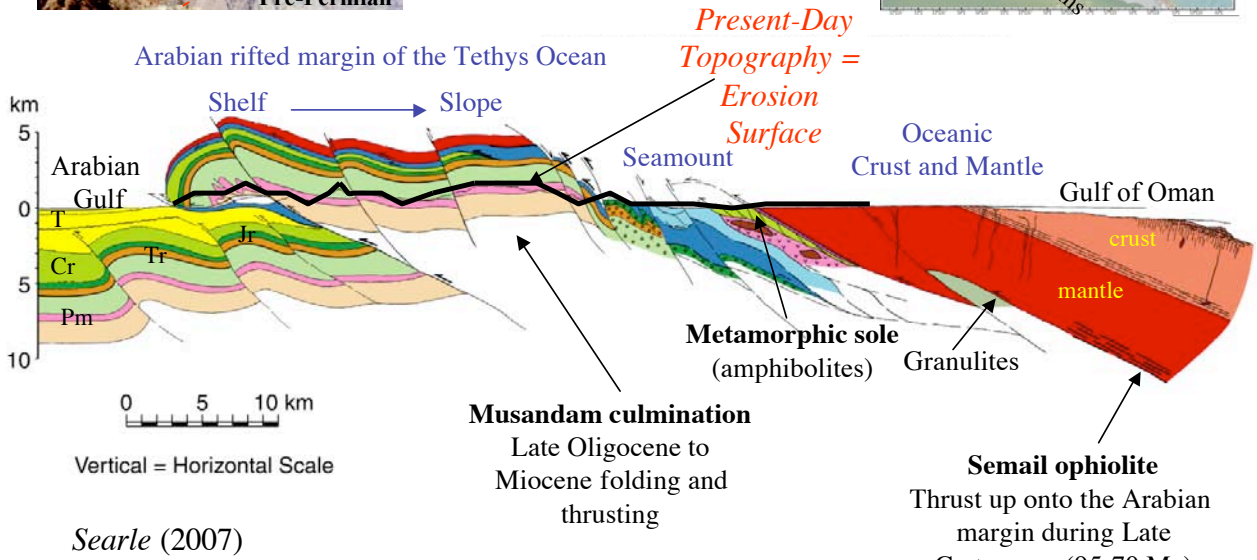 Pre-Permian
Arabian rifted margin of the Tethys Ocean
Shelf
Slope
Present-Day
Topography =
Erosion
Surface
Seamount
Oceanic
Crust and Mantle
Gulf of Oman
km
5
0
5
10
Arabian
Gulf
T
Jr
Tr
Cr
Pm
crust
mantle
Metamorphic sole
(amphibolites)
Granulites
0 5 10 km
Vertical = Horizontal Scale
Musandam culmination
Late Oligocene to
Miocene folding and
thrusting
Semail ophiolite
Thrust up onto the Arabian
margin during Late
Searle (2007)